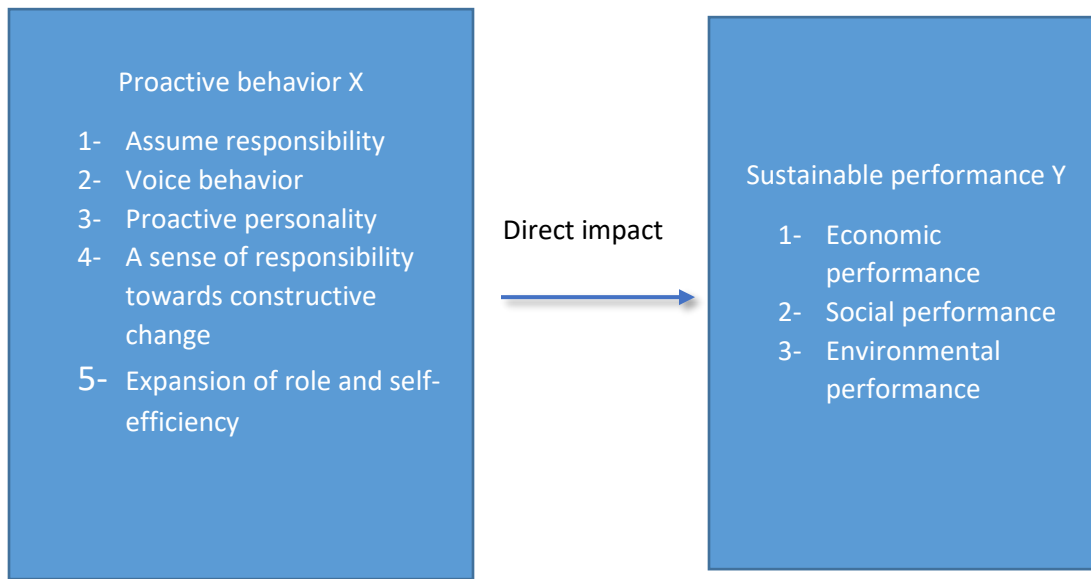 Proactive behavior X
1- Assume responsibility
2- Voice behavior
3- Proactive personality
4- A sense of responsibility
towards constructive
change
5- Expansion of role and self-
efficiency
Direct impact
Sustainable performance Y
1- Economic
performance
2- Social performance
3- Environmental
performance